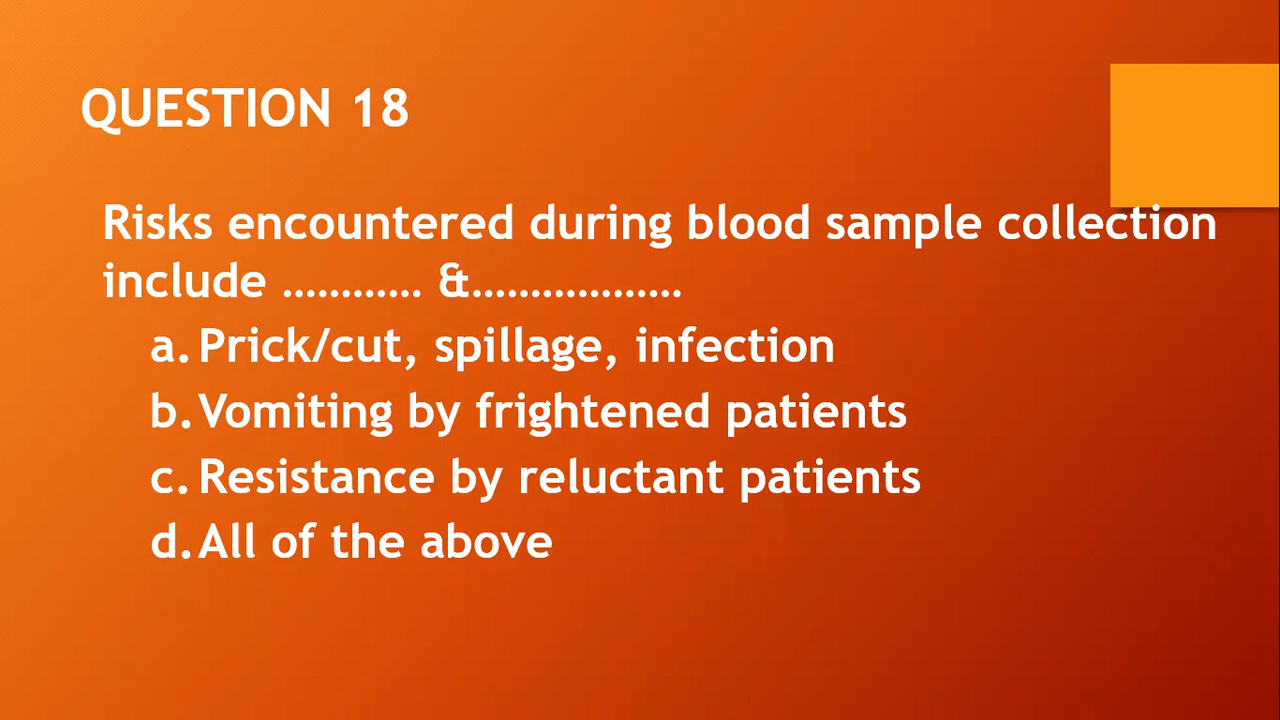 QUESTION 18
Risks encountered during blood sample collection
include ............ &..................
a. Prick/cut, spillage, infection
b. Vomiting by frightened patients
c. Resistance by reluctant patients
d. All of the above